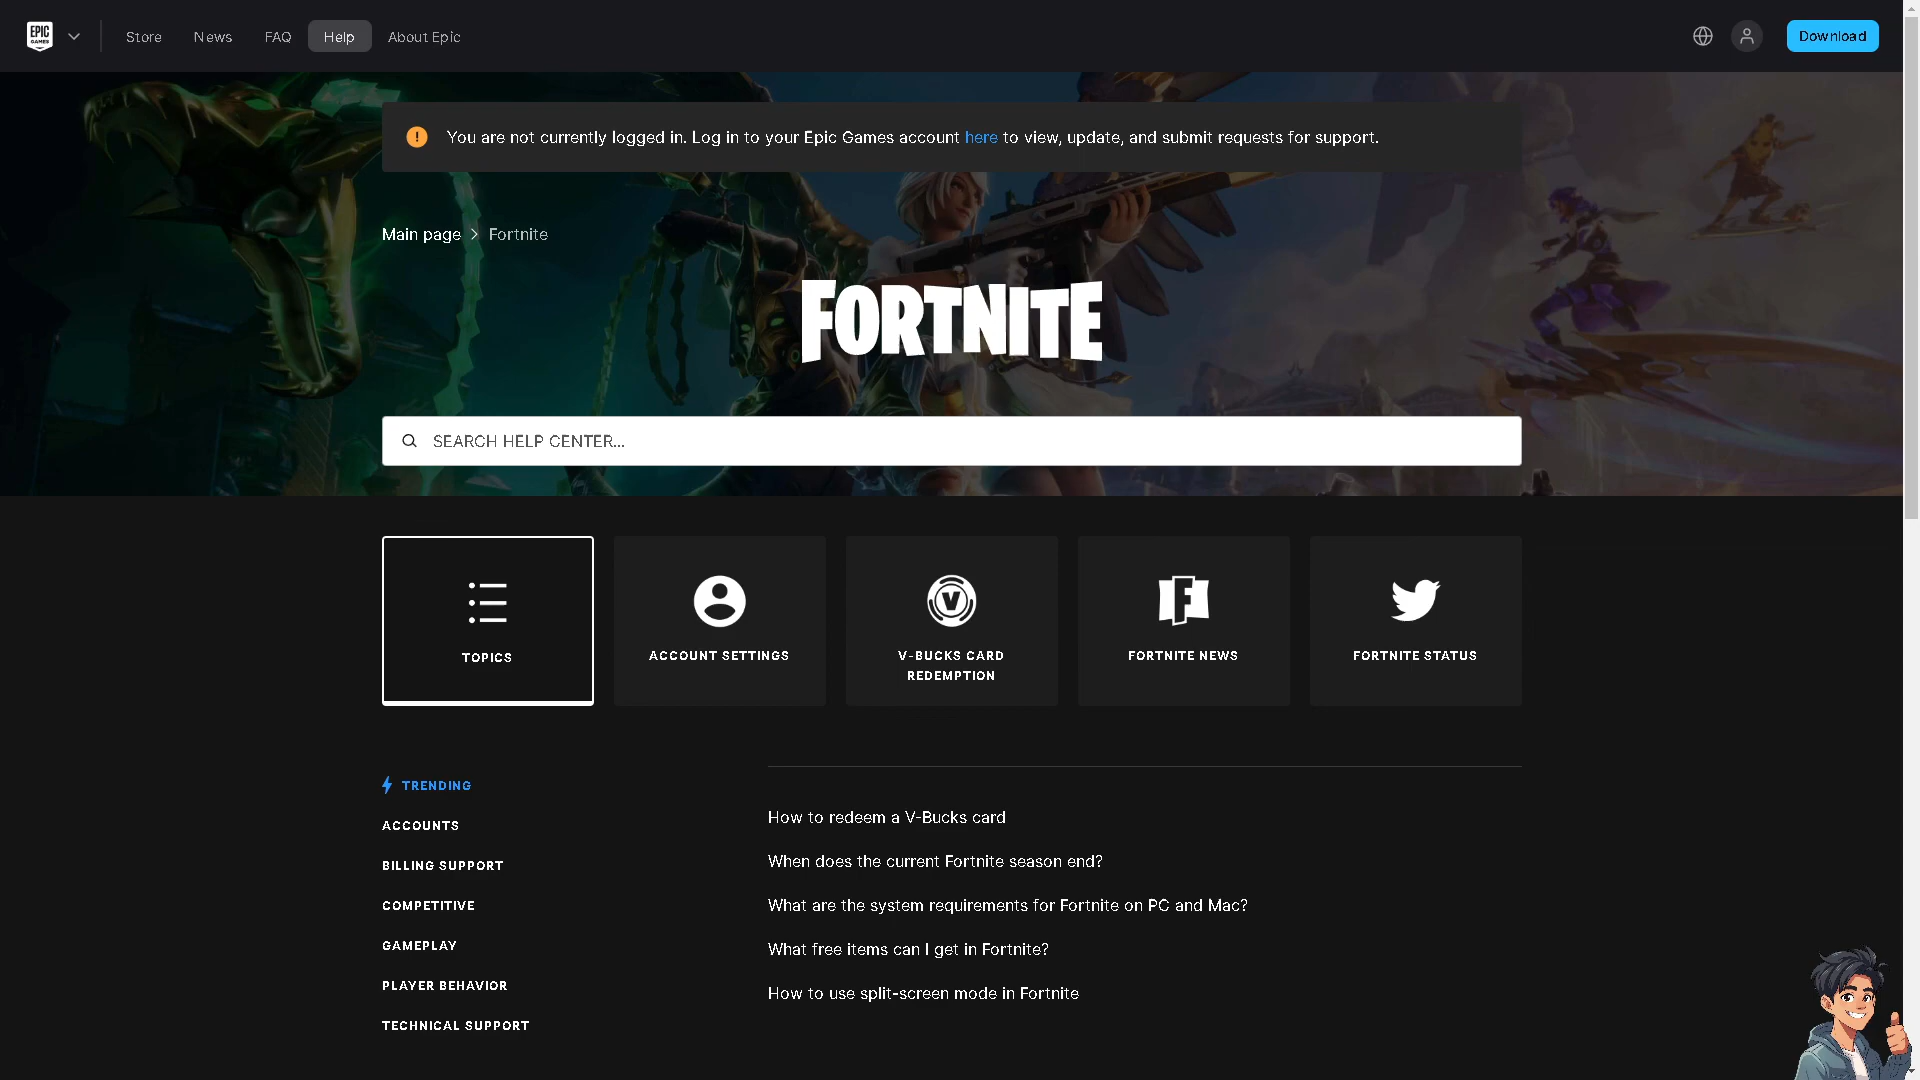 EPIC
GAMES
Store
News
FAQ
Help
About Epic
Download
You are not currently logged in. Log in to your Epic Games account here to view, update, and submit requests for support.
Main page > Fortnite
FORTNITE
SEARCH HELP CENTER...
TOPICS
ACCOUNT SETTINGS
V-BUCKS CARD
REDEMPTION
FORTNITE NEWS
FORTNITE STATUS
TRENDING
ACCOUNTS
BILLING SUPPORT
COMPETITIVE
GAMEPLAY
PLAYER BEHAVIOR
TECHNICAL SUPPORT
How to redeem a V-Bucks card
When does the current Fortnite season end?
What are the system requirements for Fortnite on PC and Mac?
What free items can I get in Fortnite?
How to use split-screen mode in Fortnite